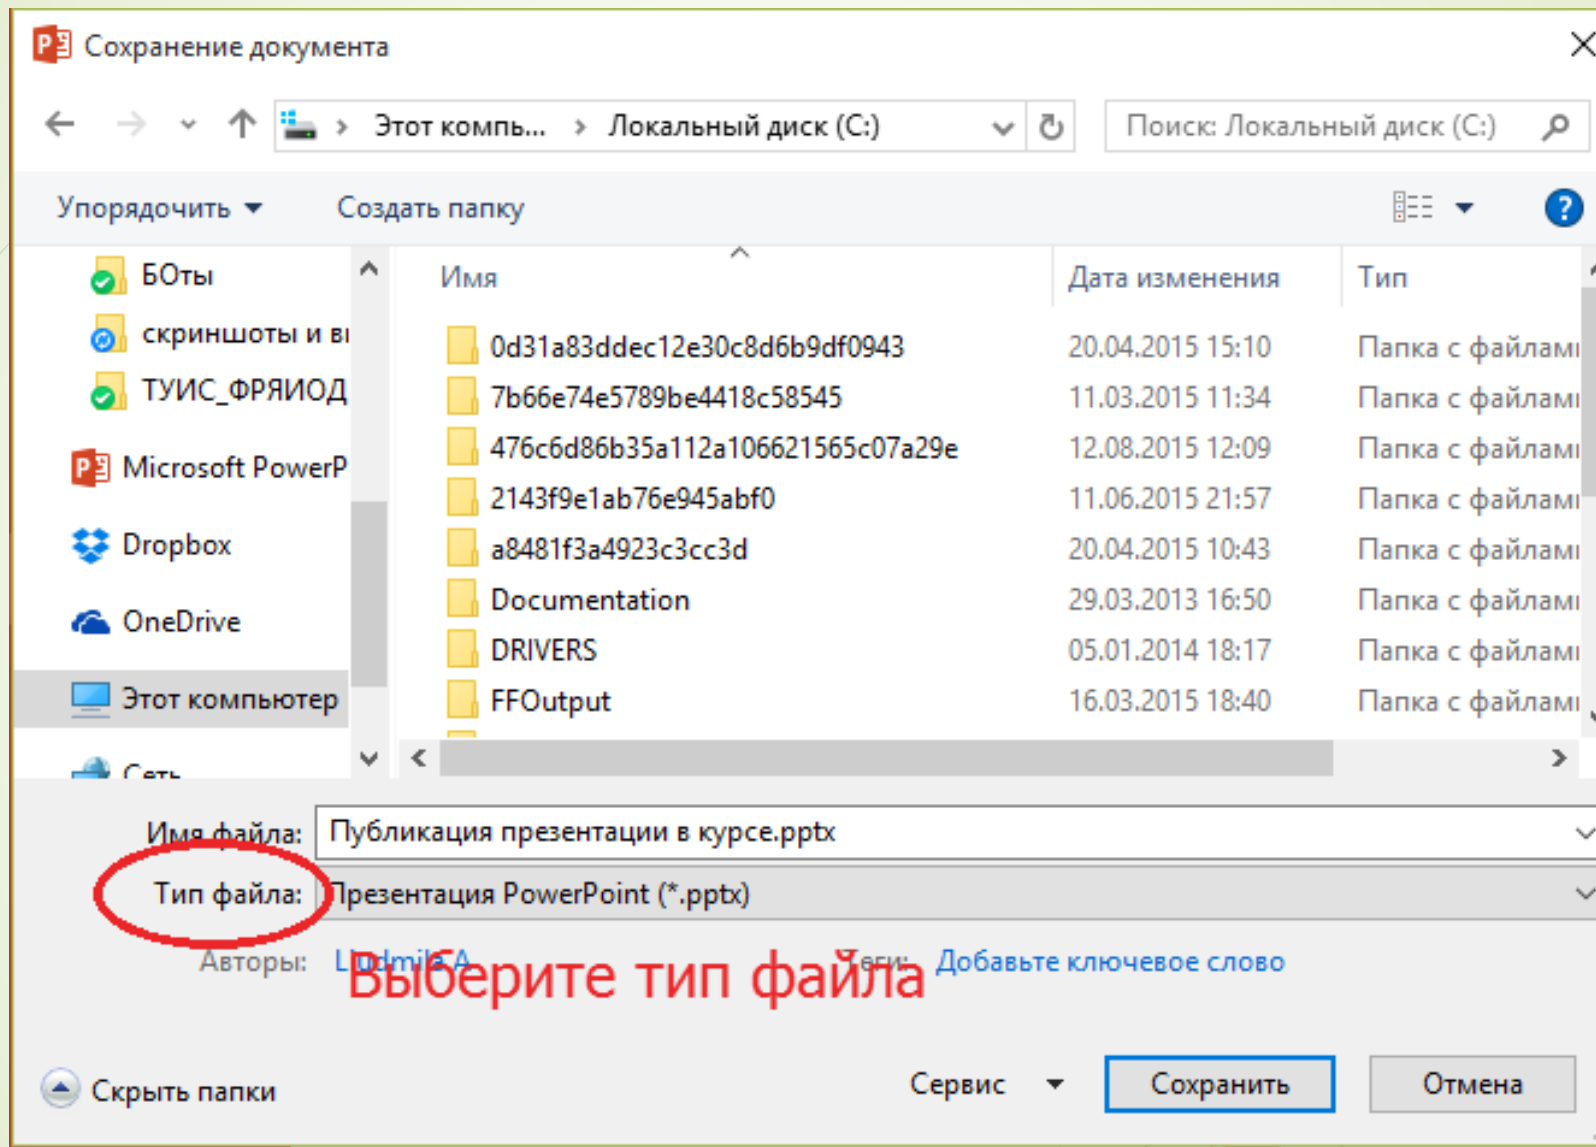 Сохранение документа
Этот компь... › Локальный диск (C:)
Поиск: Локальный диск (C:)
Упорядочить
Создать папку
?
БОты
скриншоты и
ТУИС_ФРЯИОД
Microsoft PowerP
Dropbox
OneDrive
Этот компьютер
Сеть
Имя Дата изменения Тип
0d31a83ddec12e30c8d6b9df0943 20.04.2015 15:10 Папка с файлами
7b66e74e5789be4418c58545 11.03.2015 11:34 Папка с файлами
476c6d86b35a112a106621565c07a29e 12.08.2015 12:09 Папка с файлами
2143f9e1ab76e945abf0 11.06.2015 21:57 Папка с файлами
a8481f3a4923c3cc3d 20.04.2015 10:43 Папка с файлами
Documentation 29.03.2013 16:50 Папка с файлами
DRIVERS 05.01.2014 18:17 Папка с файлами
FFOutput 16.03.2015 18:40 Папка с файлами
Имя файла: Публикация презентации в курсе.pptx
Тип файла: Презентация PowerPoint (*.pptx)
Авторы: Liudmila A Теги: Добавьте ключевое слово
Выберите тип файла
Скрыть папки
Сервис
Сохранить
Отмена